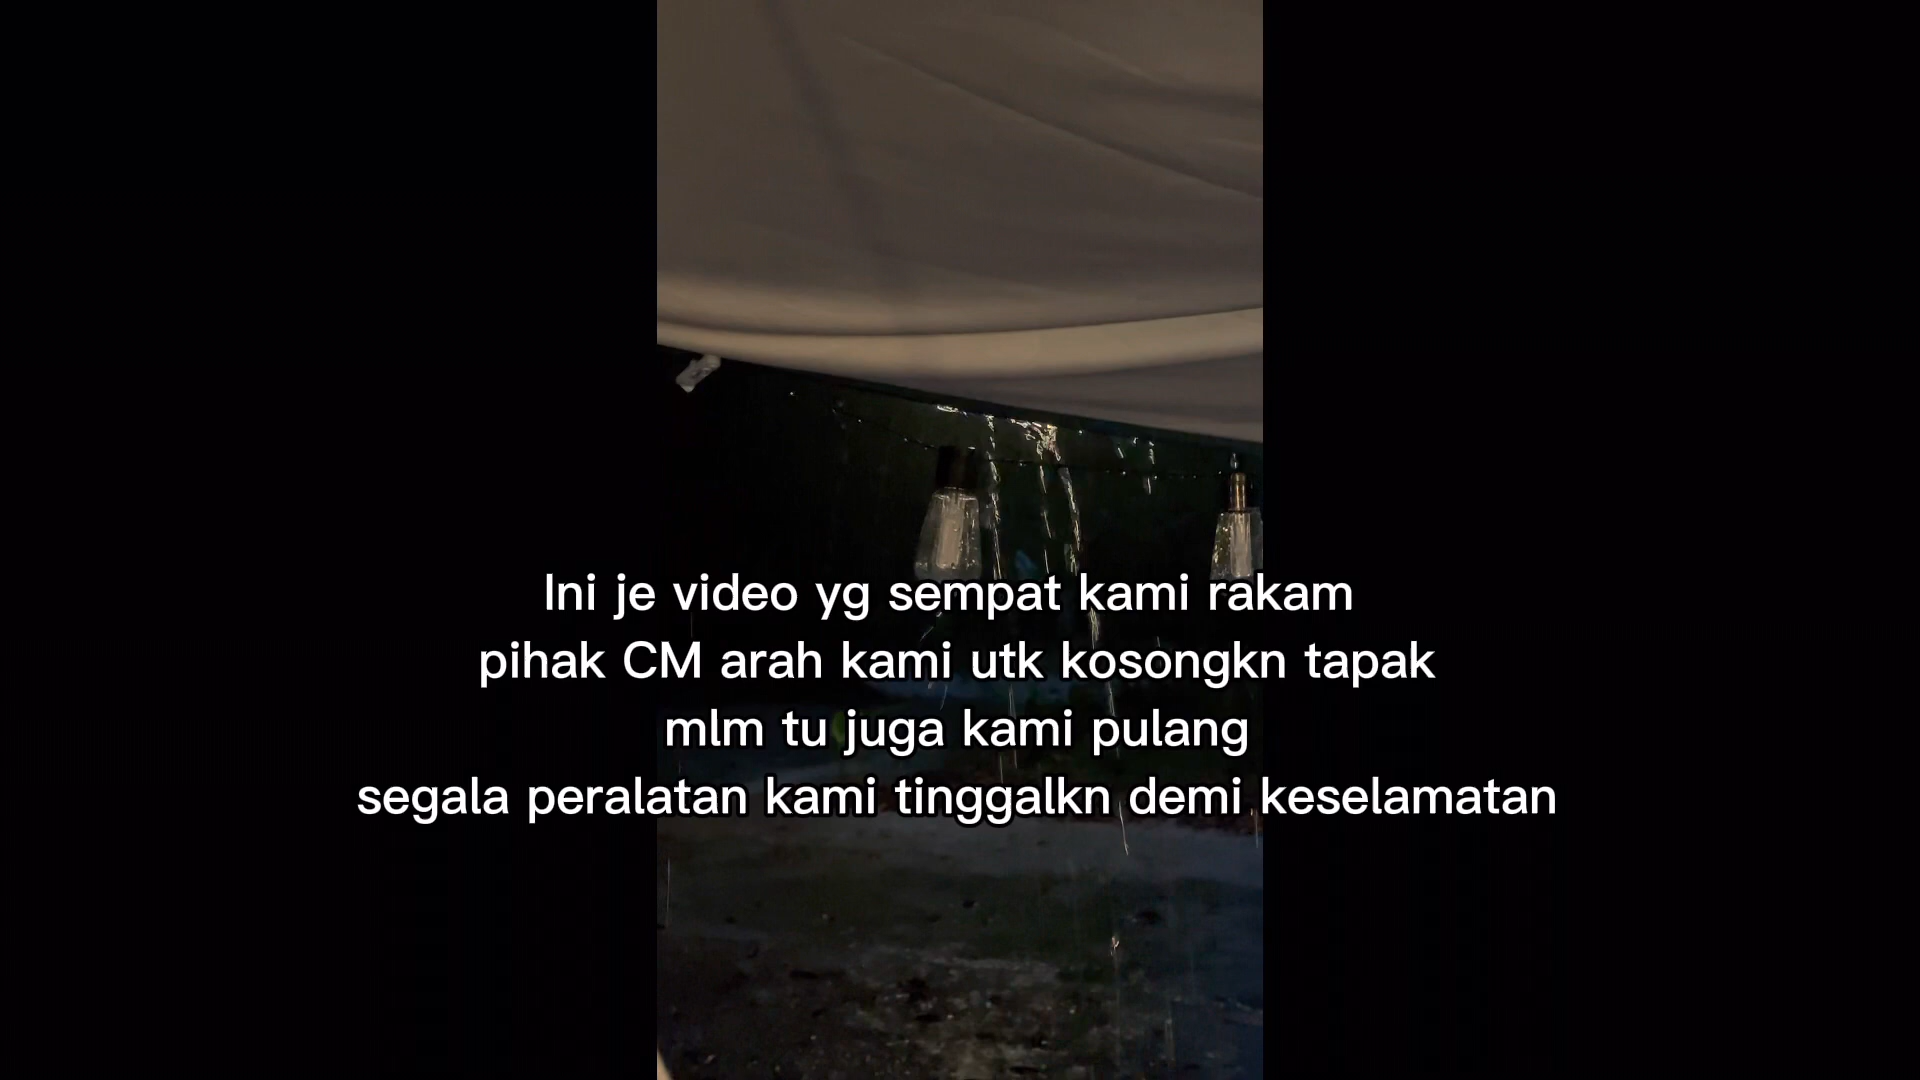 Ini je video yg sempat kami rakam
pihak CM arah kami utk kosongkn tapak
mlm tu juga kami pulang
segala peralatan kami tinggalkn demi keselamatan